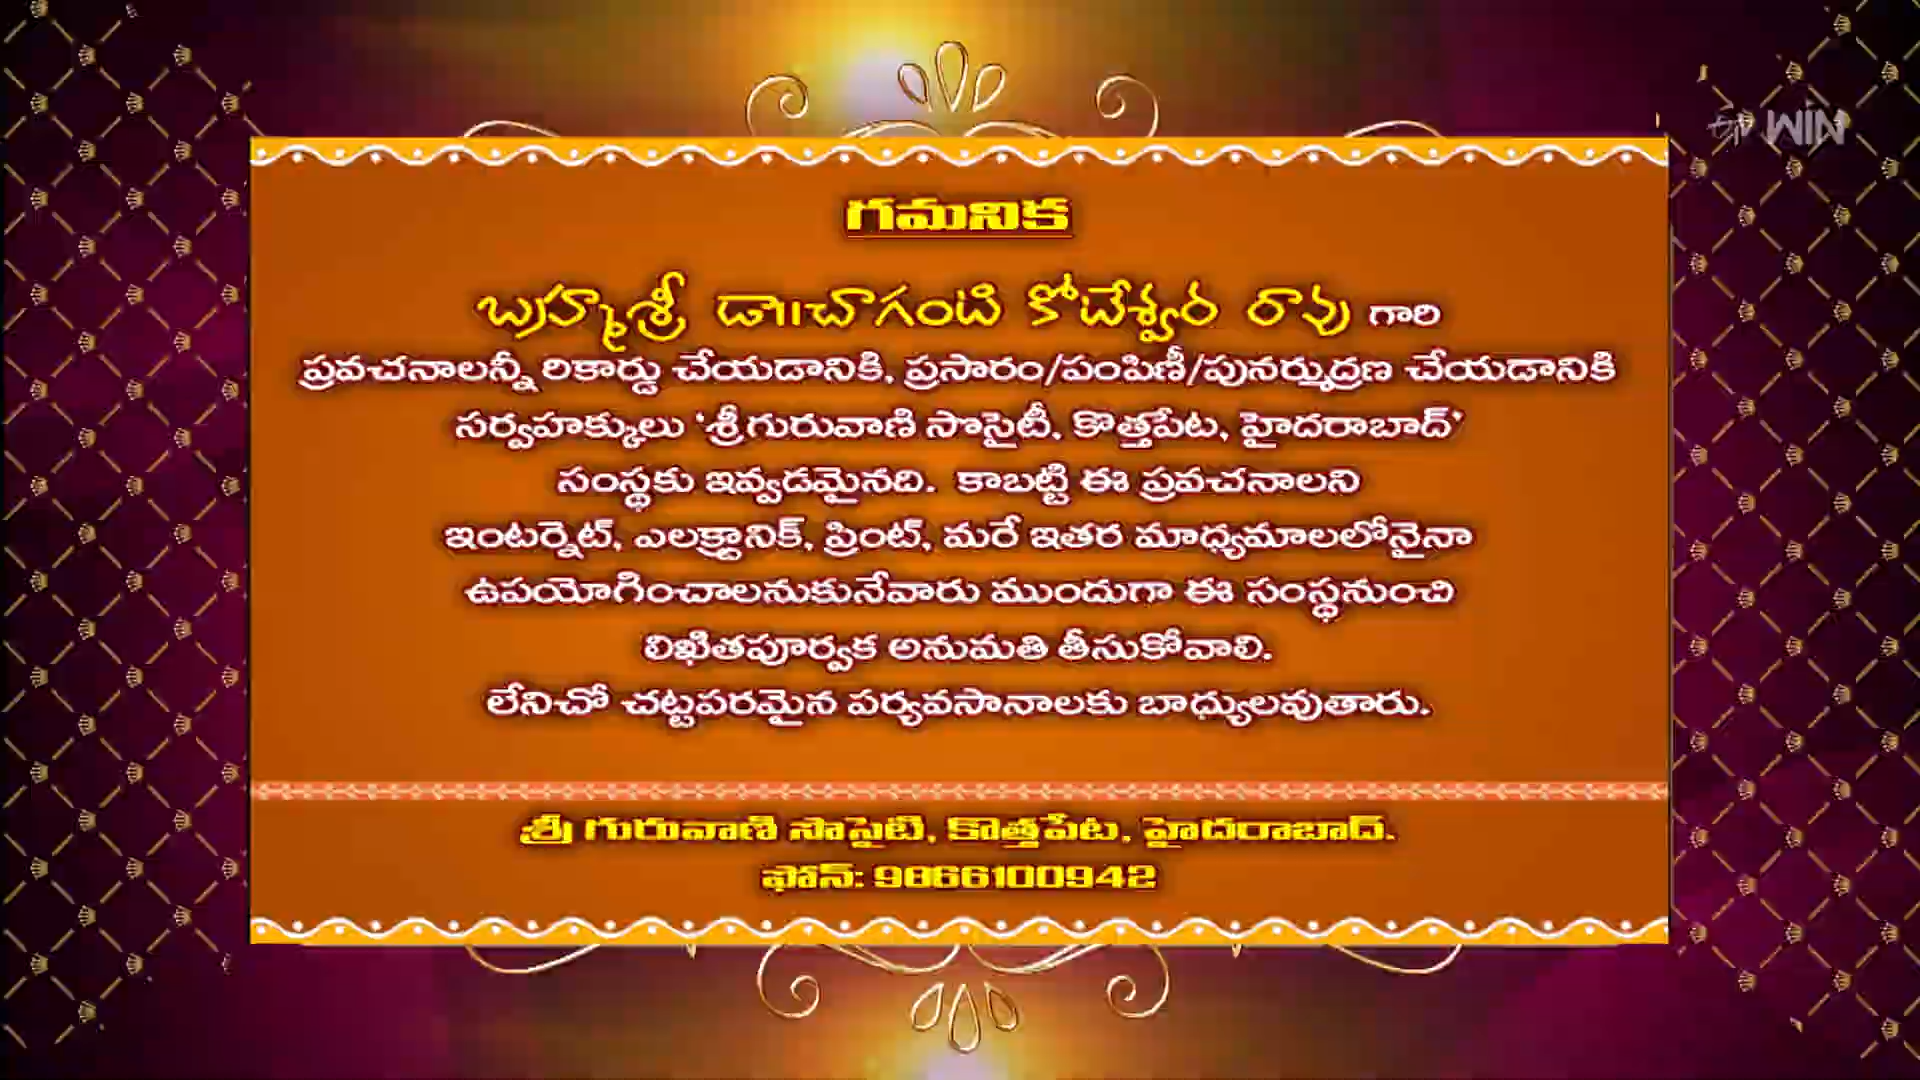 ETV WIN
గమనిక
బ్రహ్మశ్రీ డా॥చాగంటి కోటేశ్వర రావు గారి
ప్రవచనాలన్నీ రికార్డు చేయడానికి, ప్రసారం/పంపిణీ/పునర్ముద్రణ చేయడానికి
సర్వహక్కులు ‘శ్రీ గురువాణి సొసైటీ, కొత్తపేట, హైదరాబాద్’
సంస్థకు ఇవ్వడమైనది. కాబట్టి ఈ ప్రవచనాలని
ఇంటర్నెట్, ఎలక్ట్రానిక్, ప్రింట్, మరే ఇతర మాధ్యమాలలోనైనా
ఉపయోగించాలనుకునేవారు ముందుగా ఈ సంస్థనుంచి
లిఖితపూర్వక అనుమతి తీసుకోవాలి.
లేనిచో చట్టపరమైన పర్యవసానాలకు బాధ్యులవుతారు.
శ్రీ గురువాణి సొసైటి, కొత్తపేట, హైదరాబాద్.
ఫోన్: 9866100942